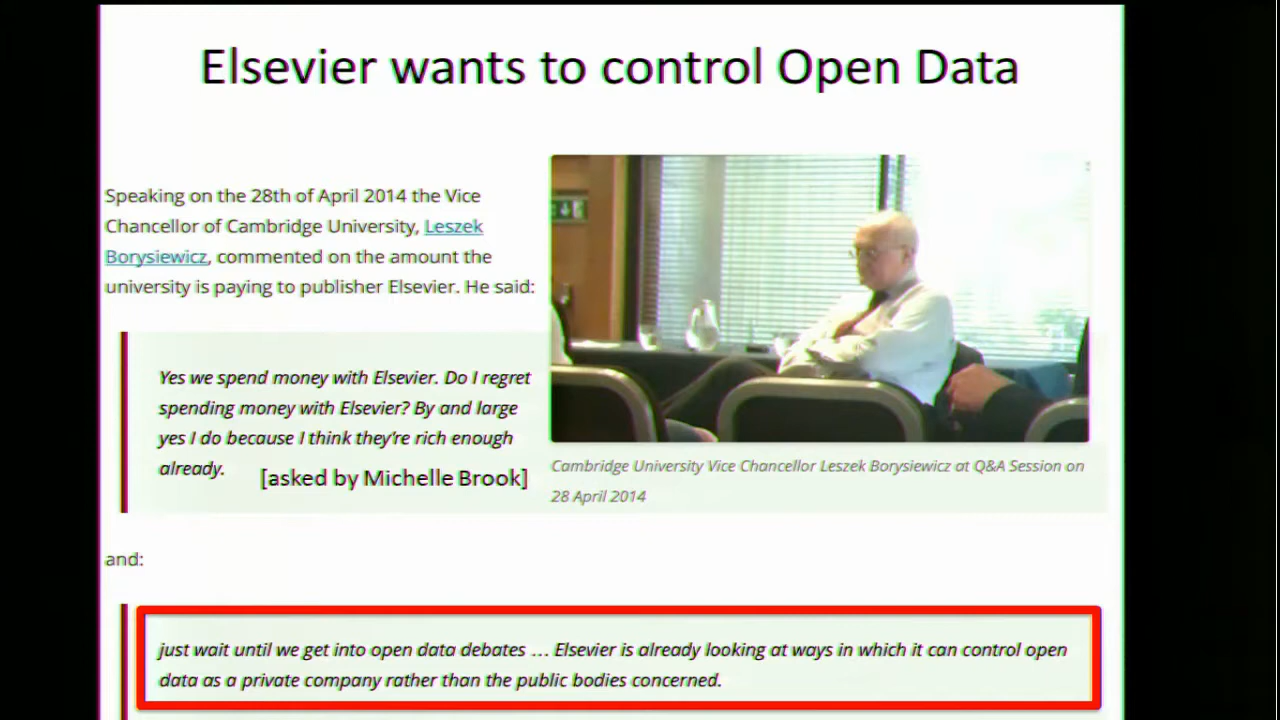 Elsevier wants to control Open Data
Speaking on the 28th of April 2014 the Vice
Chancellor of Cambridge University, Leszek
Borysiewicz, commented on the amount the
university is paying to publisher Elsevier. He said:
Yes we spend money with Elsevier. Do I regret
spending money with Elsevier? By and large
yes I do because I think they're rich enough
already.
[asked by Michelle Brook]
Cambridge University Vice Chancellor Leszek Borysiewicz at Q&A Session on
28 April 2014
and:
just wait until we get into open data debates … Elsevier is already looking at ways in which it can control open
data as a private company rather than the public bodies concerned.